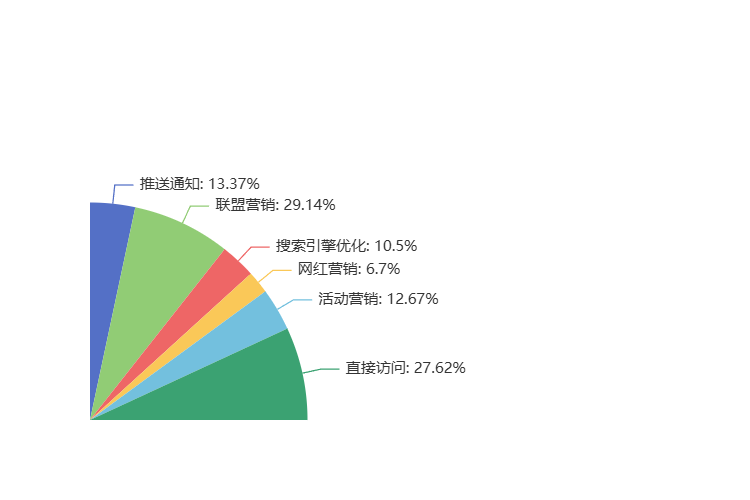 推送通知: 13.37%
联盟营销: 29.14%
搜索引擎优化: 10.5%
网红营销: 6.7%
活动营销: 12.67%
直接访问: 27.62%